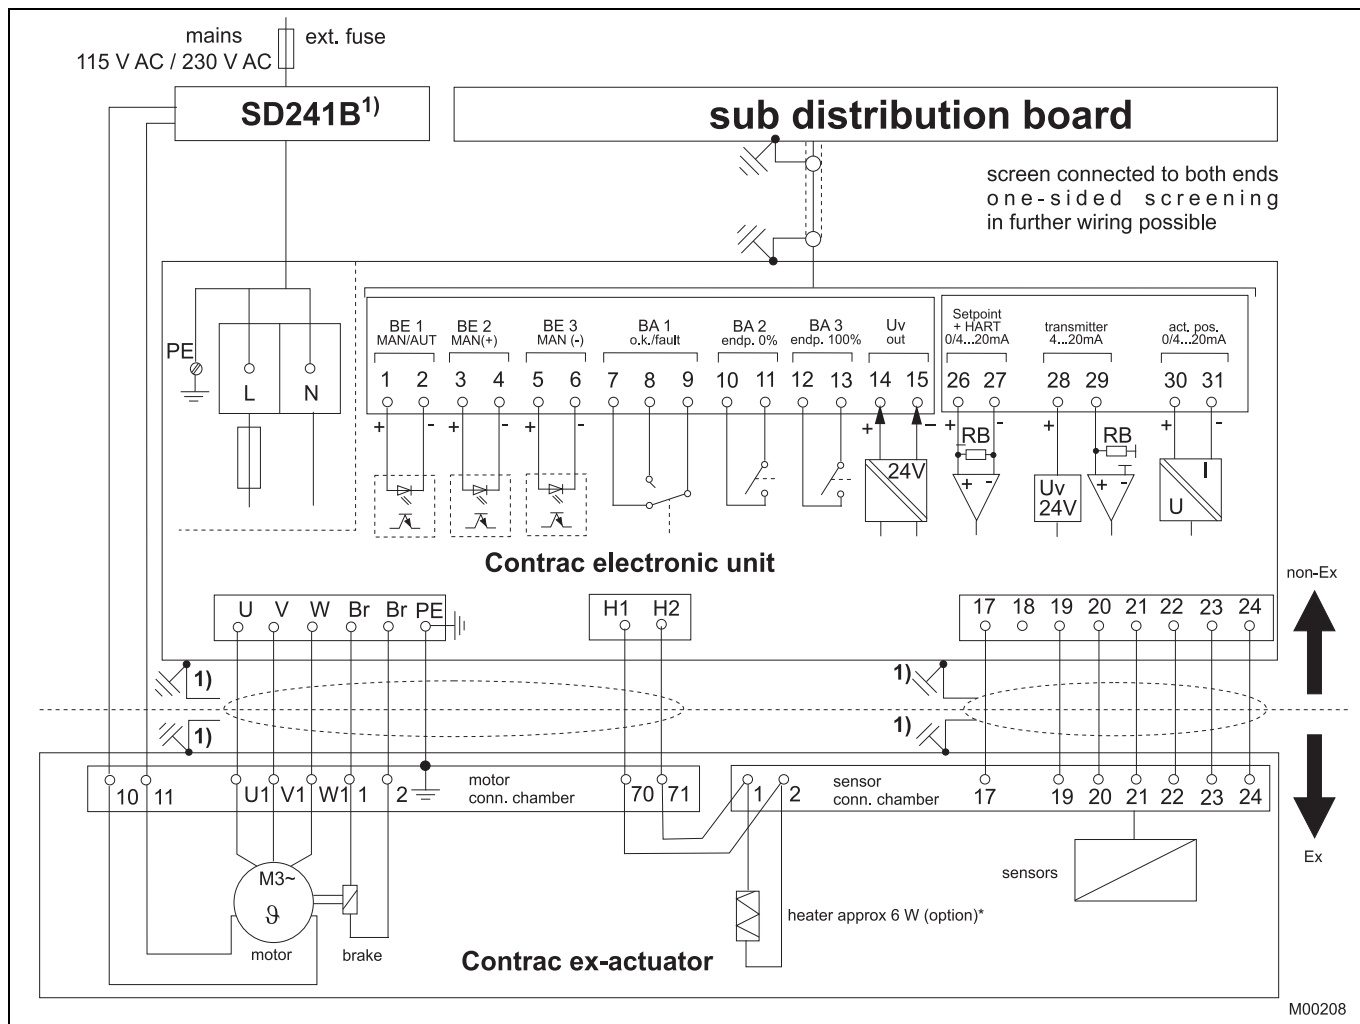 mains
115 V AC / 230 V AC
ext. fuse
SD241B1)
sub distribution board
screen connected to both ends
one-sided screening
in further wiring possible
PE
L N
BE 1
MAN/AUT
BE 2
MAN(+)
BE 3
MAN (-)
BA 1
o.k./fault
BA 2
endp. 0%
BA 3
endp. 100%
Uv
out
Setpoint
+ HART
0/4...20mA
transmitter
4...20mA
act. pos.
0/4...20mA
1 2 3 4 5 6 7 8 9 10 11 12 13 14 15 26 27 28 29 30 31
+ - + - + - + - + - + + -
RB RB
24V
+ -
Uv
24V
+ -
I
U
Contrac electronic unit
non-Ex
U V W Br Br PE
H1 H2
17 18 19 20 21 22 23 24
1) 1)
1) 1)
10 11 U1 V1 W1 1 2
motor
conn. chamber
70 71
1 2
sensor
conn. chamber
17 19 20 21 22 23 24
Ex
M3~
ϑ
motor
brake
heater approx 6 W (option)*
sensors
Contrac ex-actuator
M00208